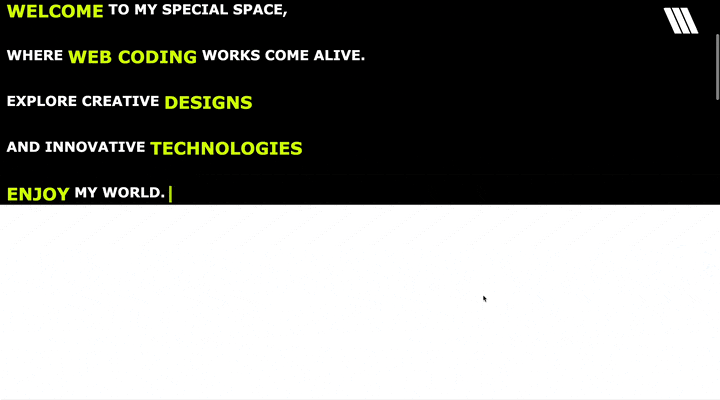 WELCOME TO MY SPECIAL SPACE,
WHERE WEB CODING WORKS COME ALIVE.
EXPLORE CREATIVE DESIGNS
AND INNOVATIVE TECHNOLOGIES
ENJOY MY WORLD.